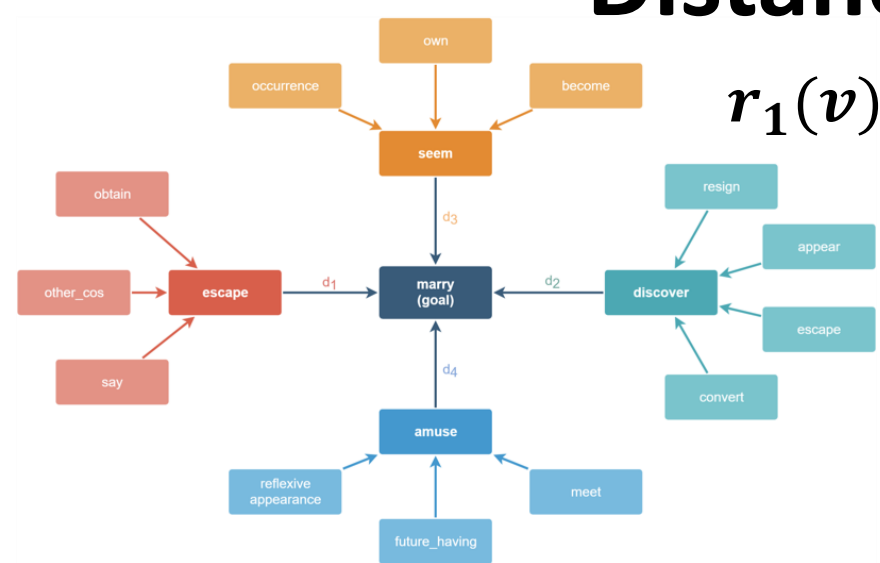 own
occurrence
become
r₁(v)
seem
resign
obtain
d3
appear
other_cos
escape
d1
marry
(goal)
d2
discover
escape
say
d4
convert
amuse
reflexive
appearance
meet
future_having